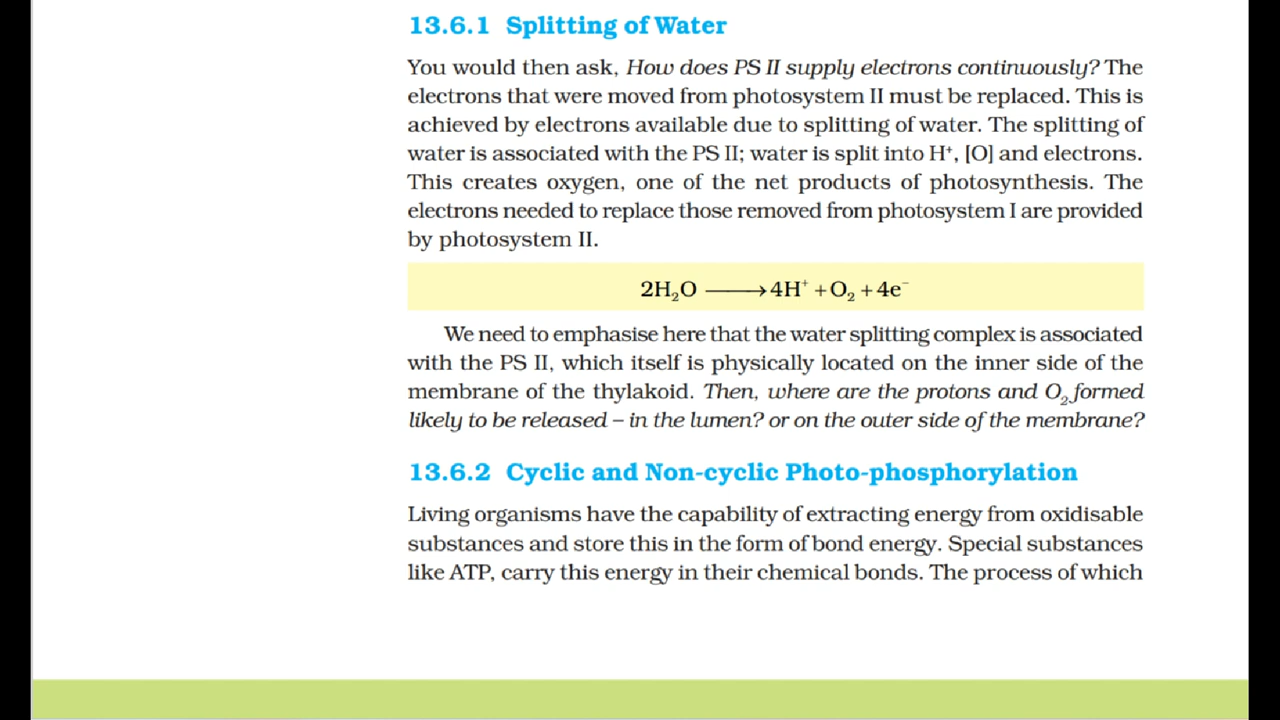 13.6.1 Splitting of Water
You would then ask, How does PS II supply electrons continuously? The
electrons that were moved from photosystem II must be replaced. This is
achieved by electrons available due to splitting of water. The splitting of
water is associated with the PS II; water is split into H⁺, [O] and electrons.
This creates oxygen, one of the net products of photosynthesis. The
electrons needed to replace those removed from photosystem I are provided
by photosystem II.
2H₂O ⟶ 4H⁺ + O₂ + 4e⁻
We need to emphasise here that the water splitting complex is associated
with the PS II, which itself is physically located on the inner side of the
membrane of the thylakoid. Then, where are the protons and O₂ formed
likely to be released – in the lumen? or on the outer side of the membrane?
13.6.2 Cyclic and Non-cyclic Photo-phosphorylation
Living organisms have the capability of extracting energy from oxidisable
substances and store this in the form of bond energy. Special substances
like ATP, carry this energy in their chemical bonds. The process of which